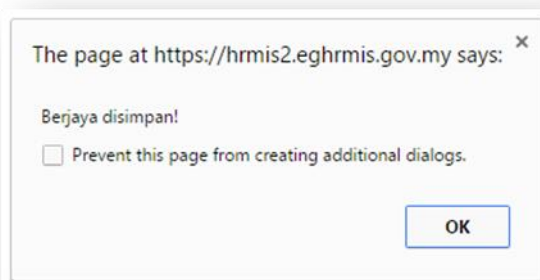 The page at https://hrmis2.eghrmis.gov.my says:
Berjaya disimpan!
Prevent this page from creating additional dialogs.
OK